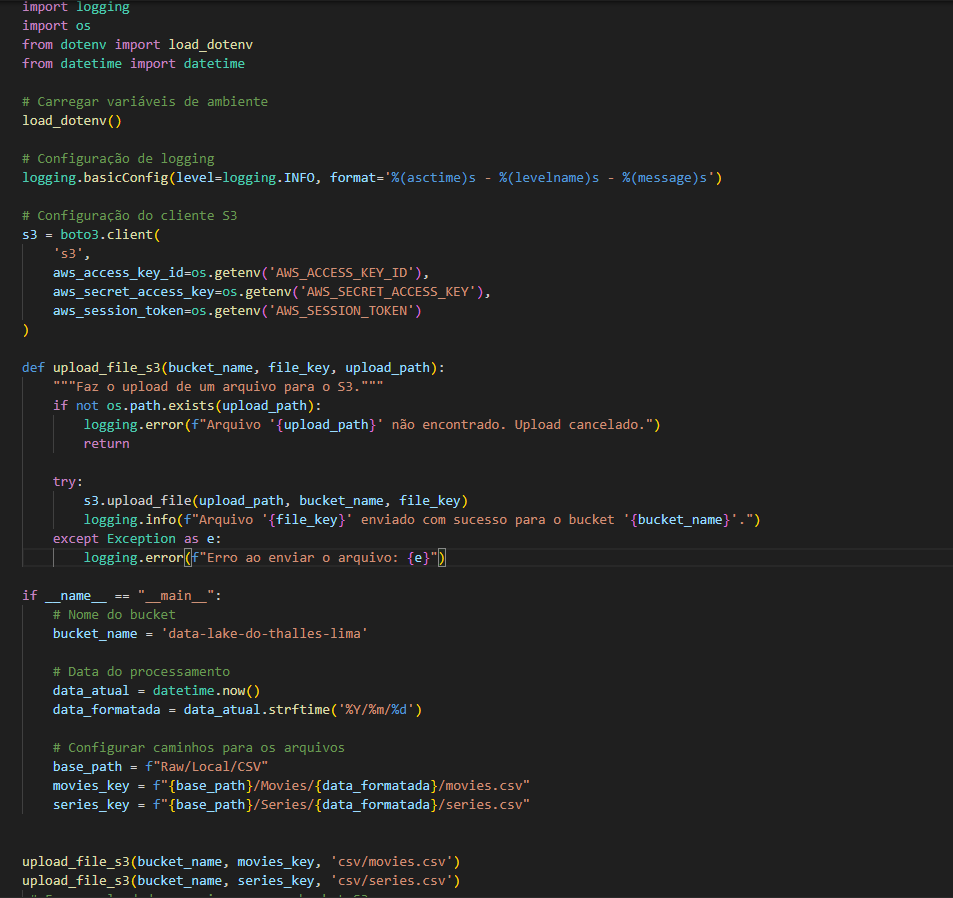 import logging
import os
from dotenv import load_dotenv
from datetime import datetime

# Carregar variáveis de ambiente
load_dotenv()

# Configuração de logging
logging.basicConfig(level=logging.INFO, format='%(asctime)s - %(levelname)s - %(message)s')

# Configuração do cliente S3
s3 = boto3.client(
    's3',
    aws_access_key_id=os.getenv('AWS_ACCESS_KEY_ID'),
    aws_secret_access_key=os.getenv('AWS_SECRET_ACCESS_KEY'),
    aws_session_token=os.getenv('AWS_SESSION_TOKEN')
)

def upload_file_s3(bucket_name, file_key, upload_path):
    """Faz o upload de um arquivo para o S3."""
    if not os.path.exists(upload_path):
        logging.error(f"Arquivo '{upload_path}' não encontrado. Upload cancelado.")
        return

    try:
        s3.upload_file(upload_path, bucket_name, file_key)
        logging.info(f"Arquivo '{file_key}' enviado com sucesso para o bucket '{bucket_name}'.")
    except Exception as e:
        logging.error(f"Erro ao enviar o arquivo: {e}")

if __name__ == "__main__":
    # Nome do bucket
    bucket_name = 'data-lake-do-thalles-lima'

    # Data do processamento
    data_atual = datetime.now()
    data_formatada = data_atual.strftime('%Y/%m/%d')

    # Configurar caminhos para os arquivos
    base_path = f"Raw/Local/CSV"
    movies_key = f"{base_path}/Movies/{data_formatada}/movies.csv"
    series_key = f"{base_path}/Series/{data_formatada}/series.csv"


upload_file_s3(bucket_name, movies_key, 'csv/movies.csv')
upload_file_s3(bucket_name, series_key, 'csv/series.csv')